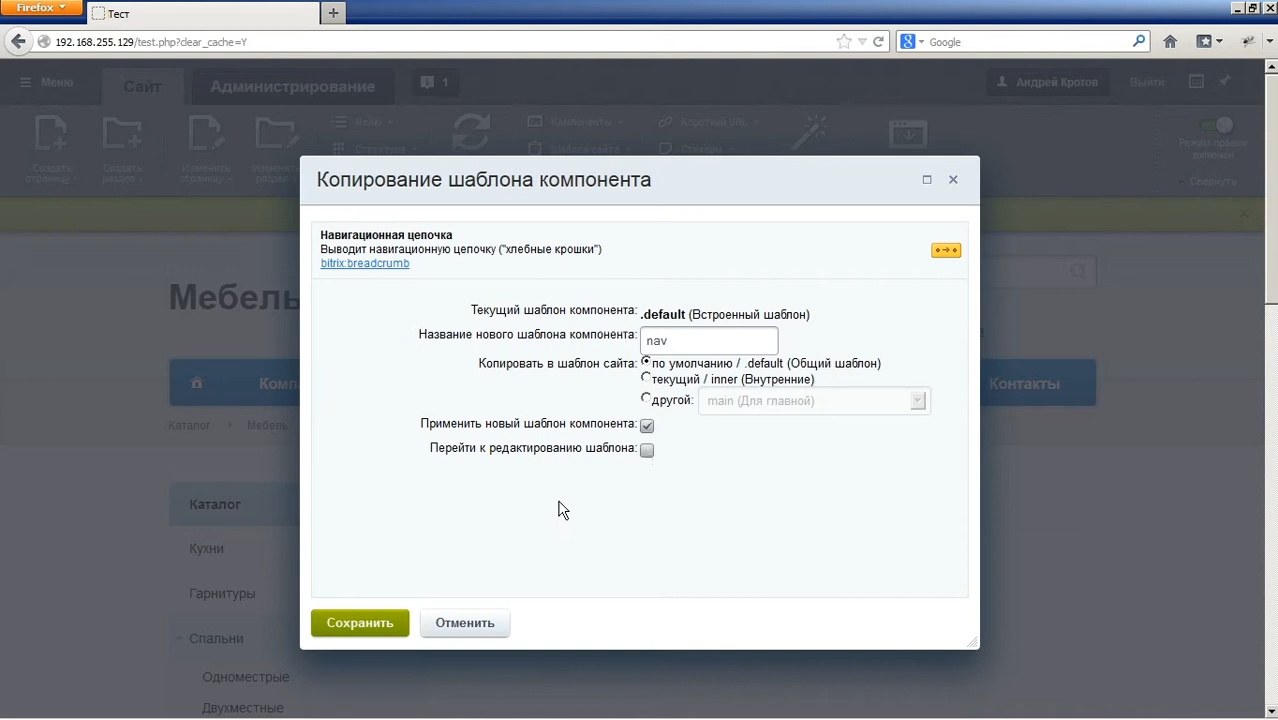 Firefox
Тест
192.168.255.129/test.php?clear_cache=Y
Google
Меню
Сайт
Администрирование
1
Андрей Кротов
Выйти
Создать страницу
Создать раздел
Изменить страницу
Изменить раздел
Меню
Структура
Компоненты
Шаблон сайта
Короткий URL
Стикеры
Режим правки включен
Свернуть
Копирование шаблона компонента
Навигационная цепочка
Выводит навигационную цепочку ("хлебные крошки")
bitrix:breadcrumb
Текущий шаблон компонента: .default (Встроенный шаблон)
Название нового шаблона компонента: nav
Копировать в шаблон сайта: по умолчанию / .default (Общий шаблон)
текущий / inner (Внутренние)
другой: main (Для главной)
Применить новый шаблон компонента:
Перейти к редактированию шаблона:
Сохранить
Отменить
Мебель
Контакты
Каталог
Мебель
Каталог
Кухни
Гарнитуры
Спальни
Одноместрые
Двухместные